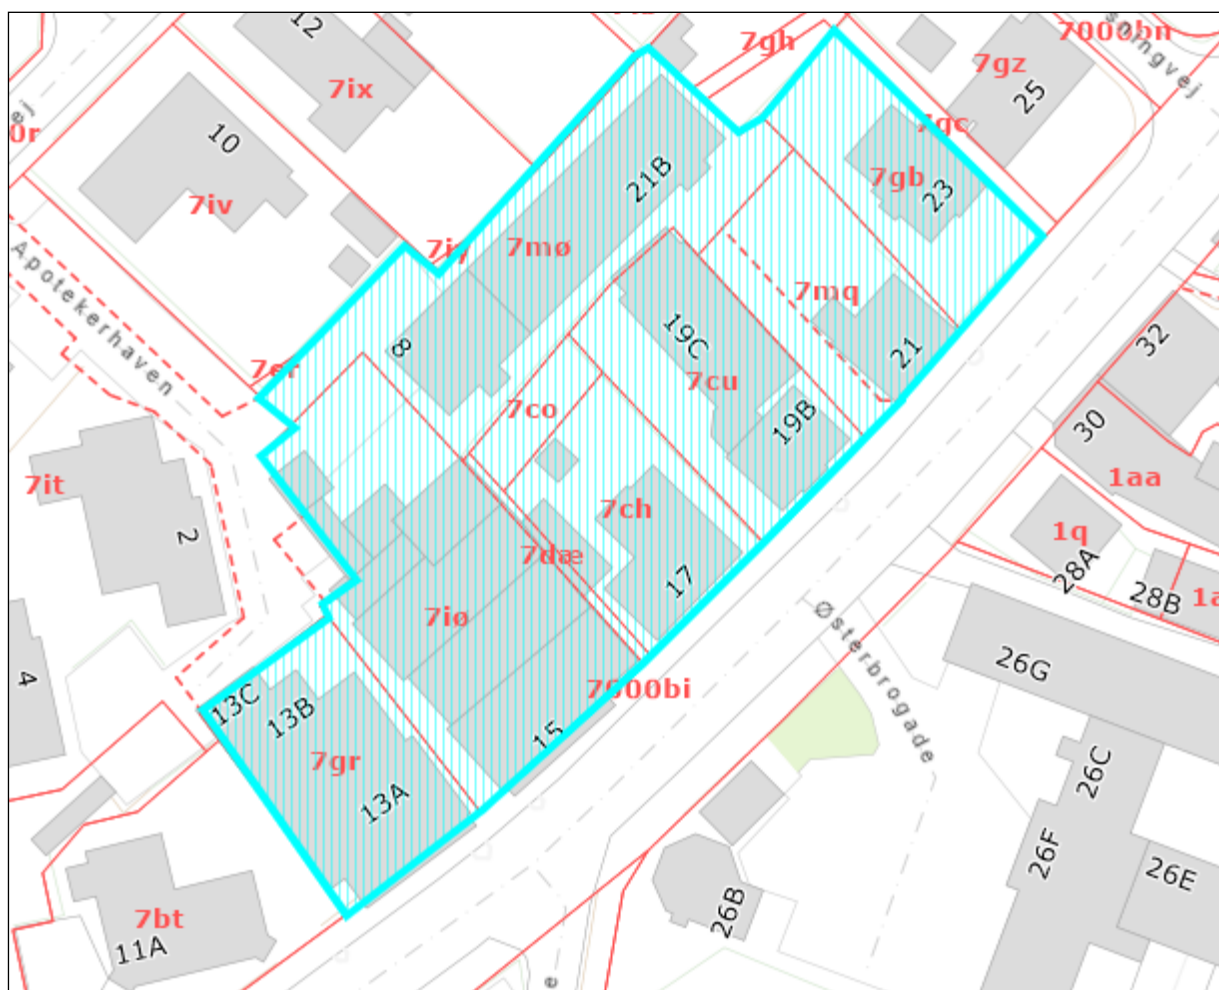 12
7ix
7gh
7000bn
7gz
25
10
7gc
21B
7gb
23
7iv
7mø
7mq
Apotekerhaven
8
19C
21
32
7er
7cu
7co
19B
30
7it
1aa
2
7ch
1q
7dæ
28A
28B
17
7iø
Østerbrogade
26G
4
13C
13B
7000bi
15
7gr
13A
26C
26F
26E
26B
7bt
11A